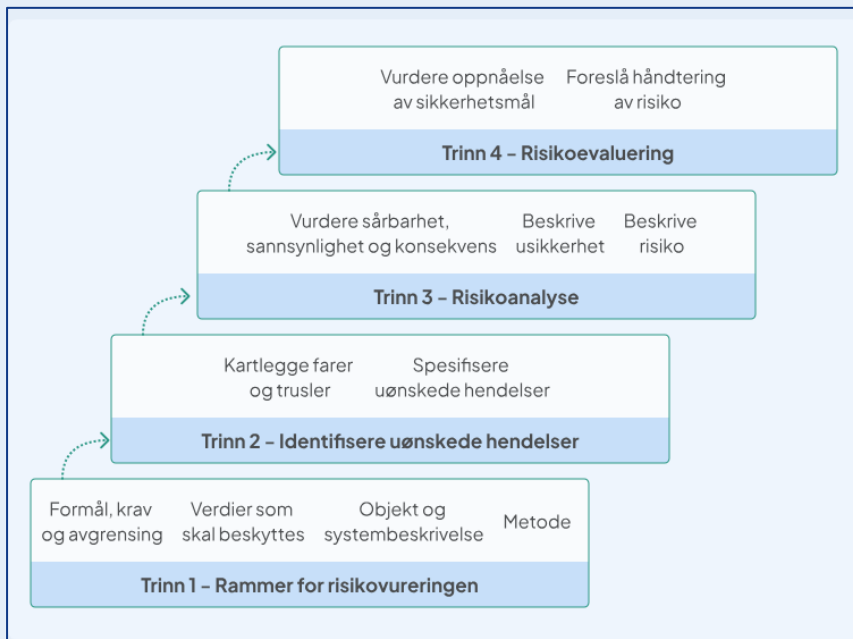 Vurdere oppnåelse
av sikkerhetsmål
Foreslå håndtering
av risiko
Trinn 4 – Risikoevaluering
Vurdere sårbarhet,
sannsynlighet og konsekvens
Beskrive
usikkerhet
Beskrive
risiko
Trinn 3 – Risikoanalyse
Kartlegge farer
og trusler
Spesifisere
uønskede hendelser
Trinn 2 – Identifisere uønskede hendelser
Formål, krav
og avgrensing
Verdier som
skal beskyttes
Objekt og
systembeskrivelse
Metode
Trinn 1 – Rammer for risikovureringen